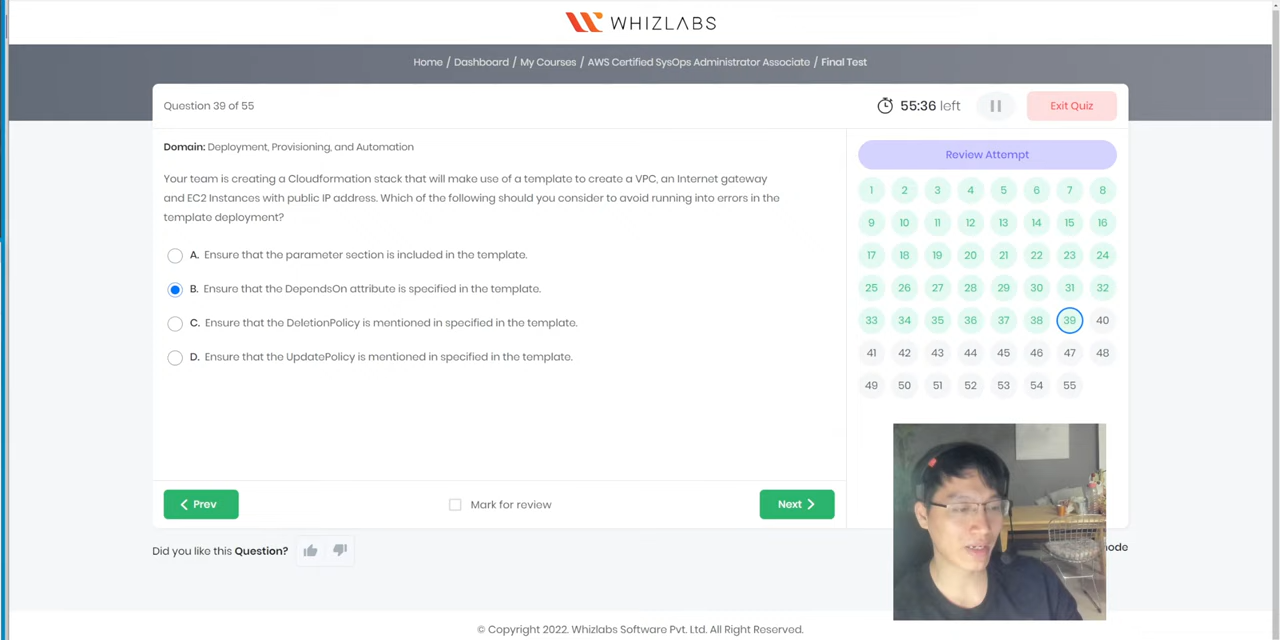 WHIZLABS
Home / Dashboard / My Courses / AWS Certified SysOps Administrator Associate / Final Test
Question 39 of 55
55:36 left
Exit Quiz
Domain: Deployment, Provisioning, and Automation
Your team is creating a Cloudformation stack that will make use of a template to create a VPC, an Internet gateway
and EC2 Instances with public IP address. Which of the following should you consider to avoid running into errors in the
template deployment?
A. Ensure that the parameter section is included in the template.
B. Ensure that the DependsOn attribute is specified in the template.
C. Ensure that the DeletionPolicy is mentioned in specified in the template.
D. Ensure that the UpdatePolicy is mentioned in specified in the template.
Prev
Mark for review
Next
Review Attempt
1 2 3 4 5 6 7 8
9 10 11 12 13 14 15 16
17 18 19 20 21 22 23 24
25 26 27 28 29 30 31 32
33 34 35 36 37 38 39 40
41 42 43 44 45 46 47 48
49 50 51 52 53 54 55
Did you like this Question?
© Copyright 2022. Whizlabs Software Pvt. Ltd. All Right Reserved.